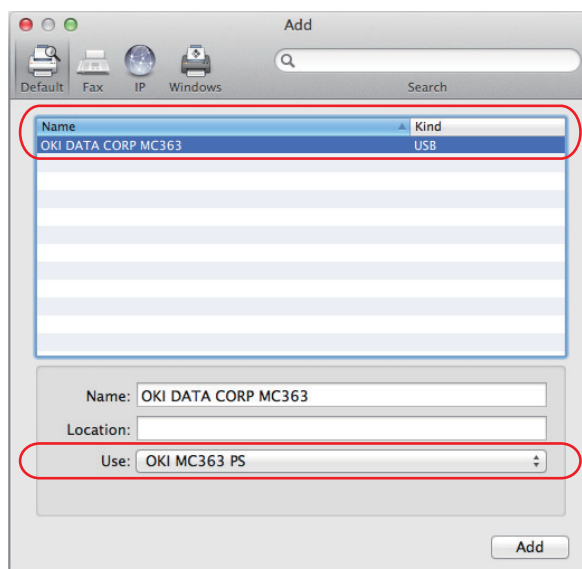 Add
Default Fax IP Windows Search
Name Kind
OKI DATA CORP MC363 USB
Name: OKI DATA CORP MC363
Location:
Use: OKI MC363 PS
Add